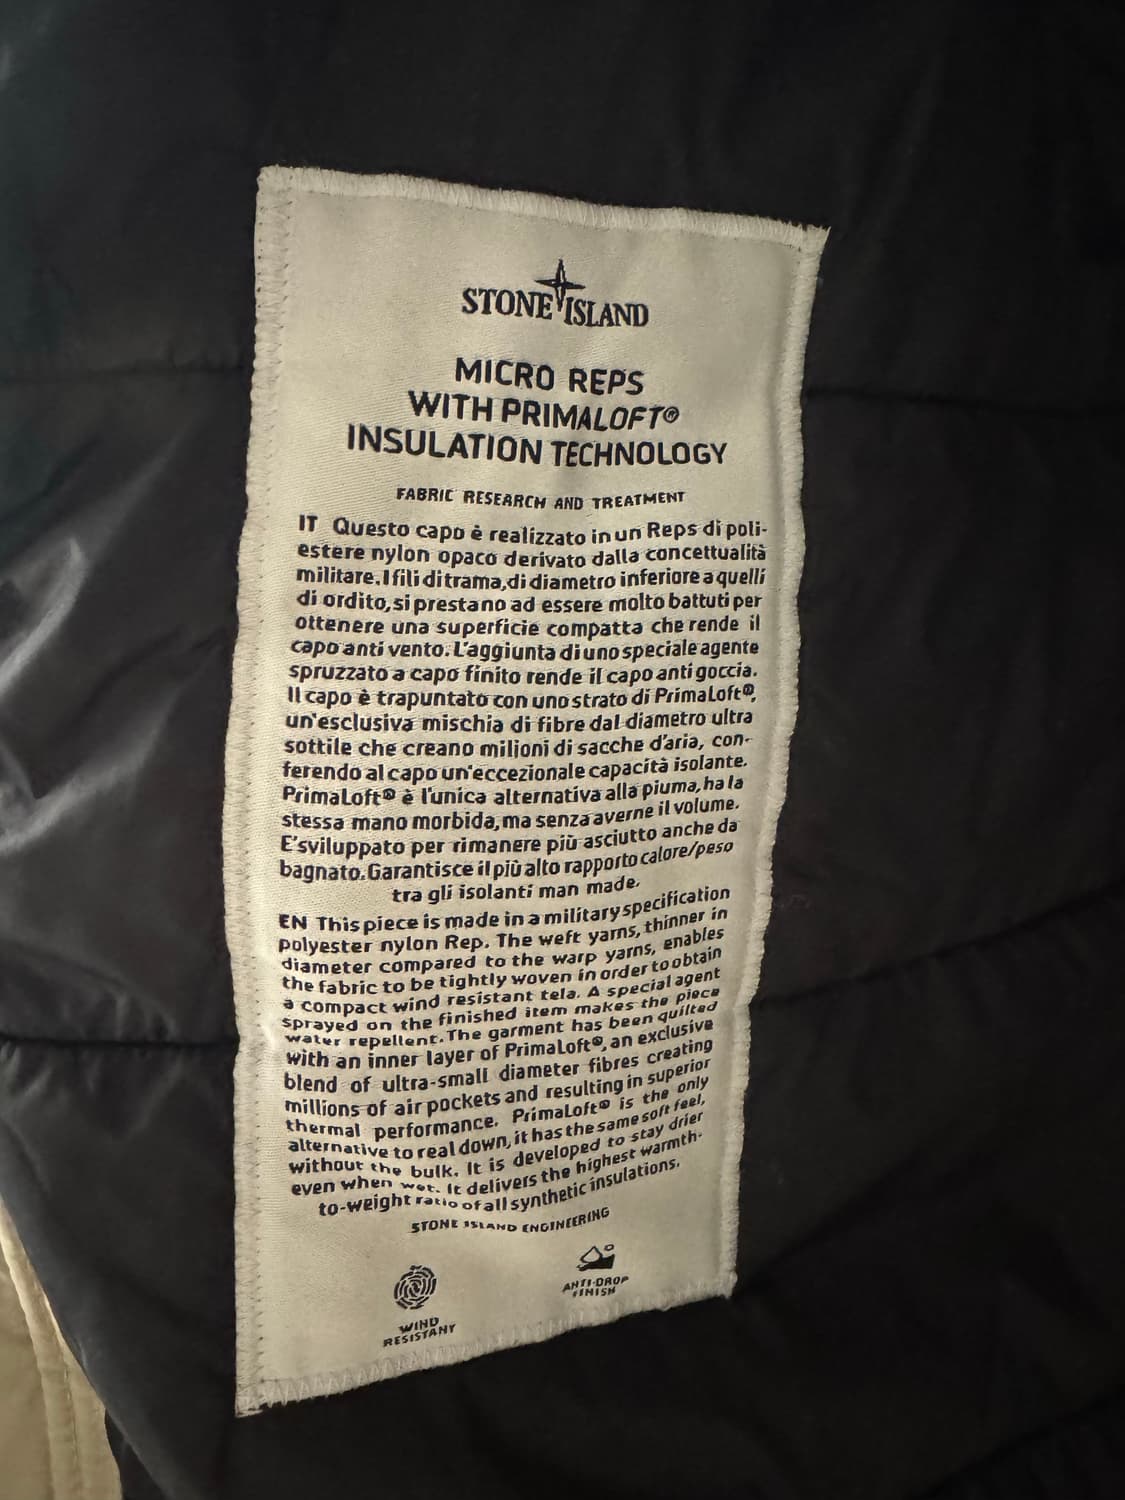 STONE ISLAND
MICRO REPS
WITH PRIMALOFT®
INSULATION TECHNOLOGY
FABRIC RESEARCH AND TREATMENT
IT Questo capo è realizzato in un Reps di poli-
estere nylon opaco derivato dalla concettualità
militare. I fili di trama, di diametro inferiore a quelli
di ordito, si prestano ad essere molto battuti per
ottenere una superficie compatta che rende il
capo anti vento. L'aggiunta di uno speciale agente
spruzzato a capo finito rende il capo anti goccia.
Il capo è trapuntato con uno strato di PrimaLoft®,
un'esclusiva mischia di fibre dal diametro ultra
sottile che creano milioni di sacche d'aria, con-
ferendo al capo un'eccezionale capacità isolante.
PrimaLoft® è l'unica alternativa alla piuma, ha la
stessa mano morbida, ma senza averne il volume.
E'sviluppato per rimanere più asciutto anche da
bagnato. Garantisce il più alto rapporto calore/peso
tra gli isolanti man made.
EN This piece is made in a military specification
polyester nylon Rep. The weft yarns, thinner in
diameter compared to the warp yarns, enables
the fabric to be tightly woven in order to obtain
a compact wind resistant tela. A special agent
sprayed on the finished item makes the piece
water repellent. The garment has been quilted
with an inner layer of PrimaLoft®, an exclusive
blend of ultra-small diameter fibres creating
millions of air pockets and resulting in superior
thermal performance. PrimaLoft® is the only
alternative to real down, it has the same soft feel,
without the bulk. It is developed to stay drier
even when wet. It delivers the highest warmth-
to-weight ratio of all synthetic insulations.
STONE ISLAND ENGINEERING
WIND
RESISTANT
ANTI-DROP
FINISH